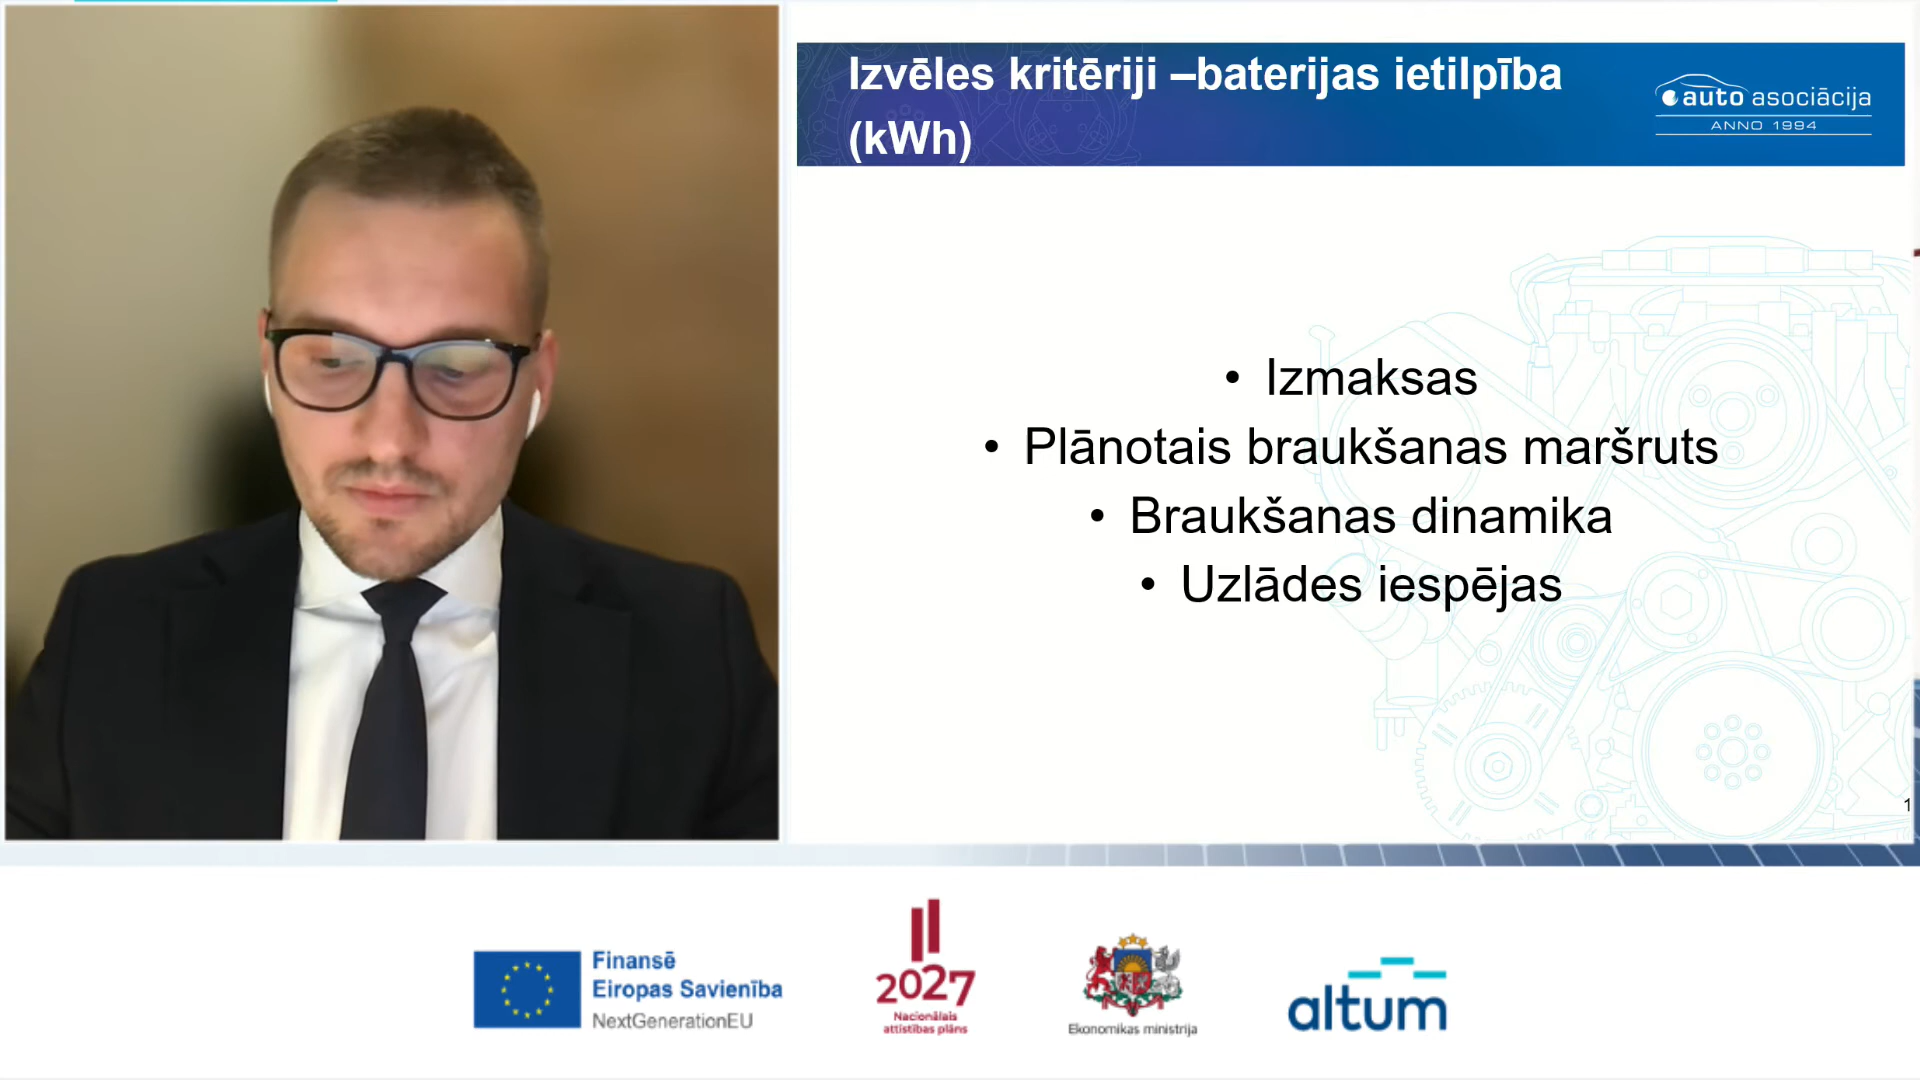 Izvēles kritēriji –baterijas ietilpība
(kWh)
auto asociācija
ANNO 1994
• Izmaksas
• Plānotais braukšanas maršruts
• Braukšanas dinamika
• Uzlādes iespējas
1
Finansē
Eiropas Savienība
NextGenerationEU
2027
Nacionālais
attīstības plāns
Ekonomikas ministrija
altum